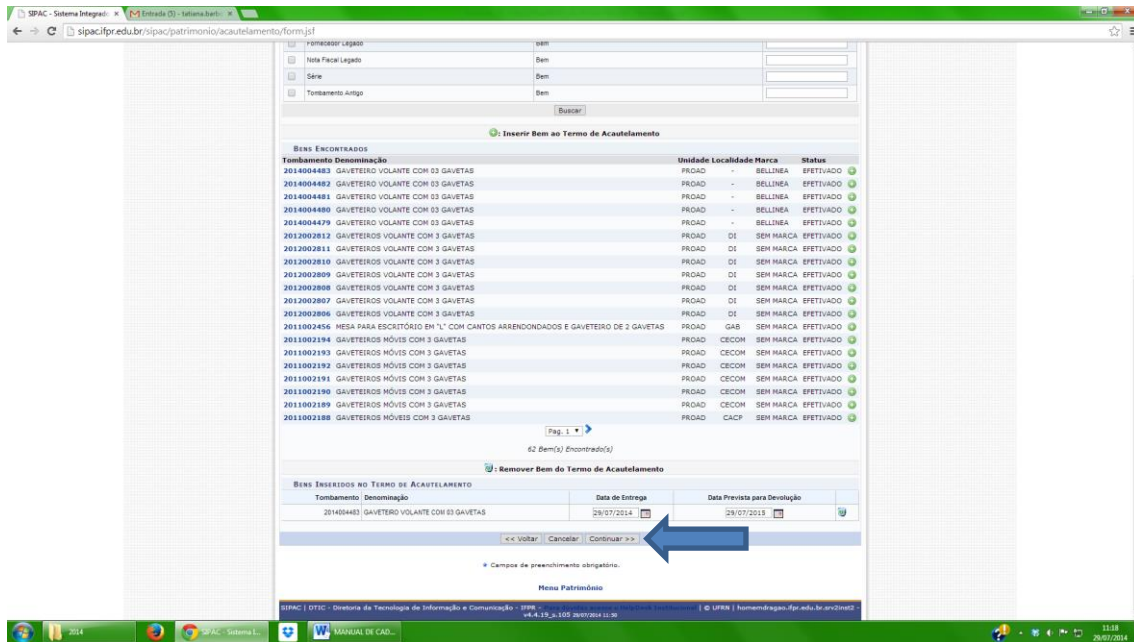 SIPAC - Sistema Integrado
Entrada (5) - tatiana.barb
sipac.ifpr.edu.br/sipac/patrimonio/acautelamento/form.jsf
Fornecedor Legado Bem
Nota Fiscal Legado Bem
Série Bem
Tombamento Antigo Bem
Buscar
: Inserir Bem ao Termo de Acautelamento
BENS ENCONTRADOS
Tombamento Denominação Unidade Localidade Marca Status
2014004483 GAVETEIRO VOLANTE COM 03 GAVETAS PROAD - BELLINEA EFETIVADO
2014004482 GAVETEIRO VOLANTE COM 03 GAVETAS PROAD - BELLINEA EFETIVADO
2014004481 GAVETEIRO VOLANTE COM 03 GAVETAS PROAD - BELLINEA EFETIVADO
2014004480 GAVETEIRO VOLANTE COM 03 GAVETAS PROAD - BELLINEA EFETIVADO
2014004479 GAVETEIRO VOLANTE COM 03 GAVETAS PROAD - BELLINEA EFETIVADO
2012002812 GAVETEIROS VOLANTE COM 3 GAVETAS PROAD DI SEM MARCA EFETIVADO
2012002811 GAVETEIROS VOLANTE COM 3 GAVETAS PROAD DI SEM MARCA EFETIVADO
2012002810 GAVETEIROS VOLANTE COM 3 GAVETAS PROAD DI SEM MARCA EFETIVADO
2012002809 GAVETEIROS VOLANTE COM 3 GAVETAS PROAD DI SEM MARCA EFETIVADO
2012002808 GAVETEIROS VOLANTE COM 3 GAVETAS PROAD DI SEM MARCA EFETIVADO
2012002807 GAVETEIROS VOLANTE COM 3 GAVETAS PROAD DI SEM MARCA EFETIVADO
2012002806 GAVETEIROS VOLANTE COM 3 GAVETAS PROAD DI SEM MARCA EFETIVADO
2011002456 MESA PARA ESCRITÓRIO EM "L" COM CANTOS ARRENDONDADOS E GAVETEIRO DE 2 GAVETAS PROAD GAB SEM MARCA EFETIVADO
2011002194 GAVETEIROS MÓVIS COM 3 GAVETAS PROAD CECOM SEM MARCA EFETIVADO
2011002193 GAVETEIROS MÓVIS COM 3 GAVETAS PROAD CECOM SEM MARCA EFETIVADO
2011002192 GAVETEIROS MÓVIS COM 3 GAVETAS PROAD CECOM SEM MARCA EFETIVADO
2011002191 GAVETEIROS MÓVIS COM 3 GAVETAS PROAD CECOM SEM MARCA EFETIVADO
2011002190 GAVETEIROS MÓVIS COM 3 GAVETAS PROAD CECOM SEM MARCA EFETIVADO
2011002189 GAVETEIROS MÓVIS COM 3 GAVETAS PROAD CECOM SEM MARCA EFETIVADO
2011002188 GAVETEIROS MÓVEIS COM 3 GAVETAS PROAD CACP SEM MARCA EFETIVADO
Pag. 1
62 Bem(s) Encontrado(s)
: Remover Bem do Termo de Acautelamento
BENS INSERIDOS NO TERMO DE ACAUTELAMENTO
Tombamento Denominação Data de Entrega Data Prevista para Devolução
2014004483 GAVETEIRO VOLANTE COM 03 GAVETAS 29/07/2014 29/07/2015
<< Voltar Cancelar Continuar >>
Campos de preenchimento obrigatório.
Menu Patrimônio
SIPAC | DTIC - Diretoria da Tecnologia de Informação e Comunicação - IFPR - | © UFRN | homemdragao.ifpr.edu.br.srv2inst2 -
v4.4.19_s.105 29/07/2014 11:30
2014
SIPAC - Sistema I...
MANUAL DE CAD...
PT
11:18
29/07/2014